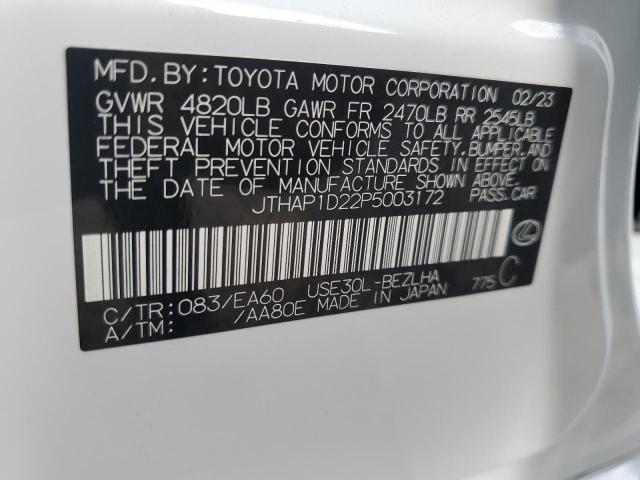 MFD. BY: TOYOTA MOTOR CORPORATION 02/23
GVWR 4820LB GAWR FR 2470LB RR 2545LB
THIS VEHICLE CONFORMS TO ALL APPLICABLE
FEDERAL MOTOR VEHICLE SAFETY, BUMPER, AND
THEFT PREVENTION STANDARDS IN EFFECT ON
THE DATE OF MANUFACTURE SHOWN ABOVE.
JTHAP1D22P5003172 PASS. CAR
C/TR: 083/EA60 USE30L-BEZLHA 775 C
A/TM: /AA80E MADE IN JAPAN